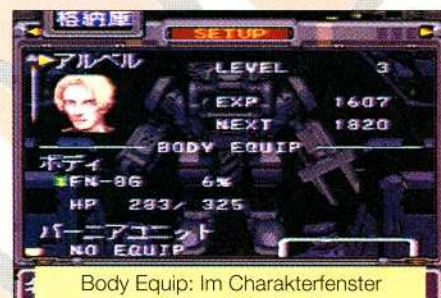 格納庫
SETUP
アルベル
LEVEL 3
EXP 1607
NEXT 1820
BODY EQUIP
ボディ
EFN-86 6%
HP 283/ 325
バーニアユニット
NO EQUIP
Body Equip: Im Charakterfenster